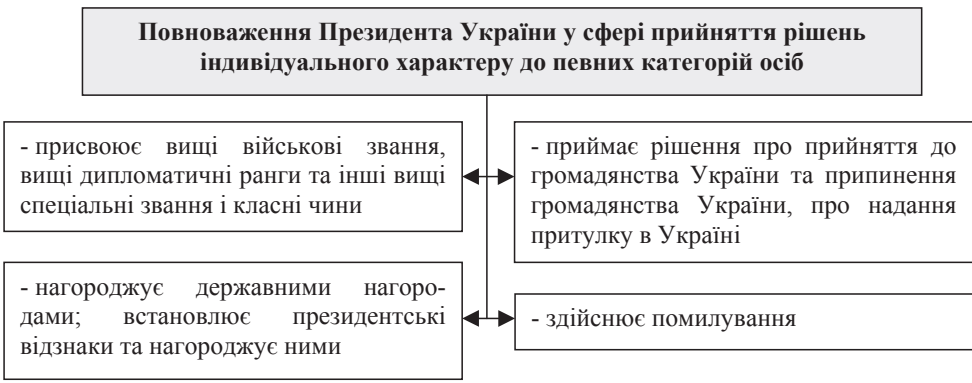 Повноваження Президента України у сфері прийняття рішень
індивідуального характеру до певних категорій осіб
- присвоює вищі військові звання,
вищі дипломатичні ранги та інші вищі
спеціальні звання і класні чини
- приймає рішення про прийняття до
громадянства України та припинення
громадянства України, про надання
притулку в Україні
- нагороджує державними нагоро-
дами; встановлює президентські
відзнаки та нагороджує ними
- здійснює помилування